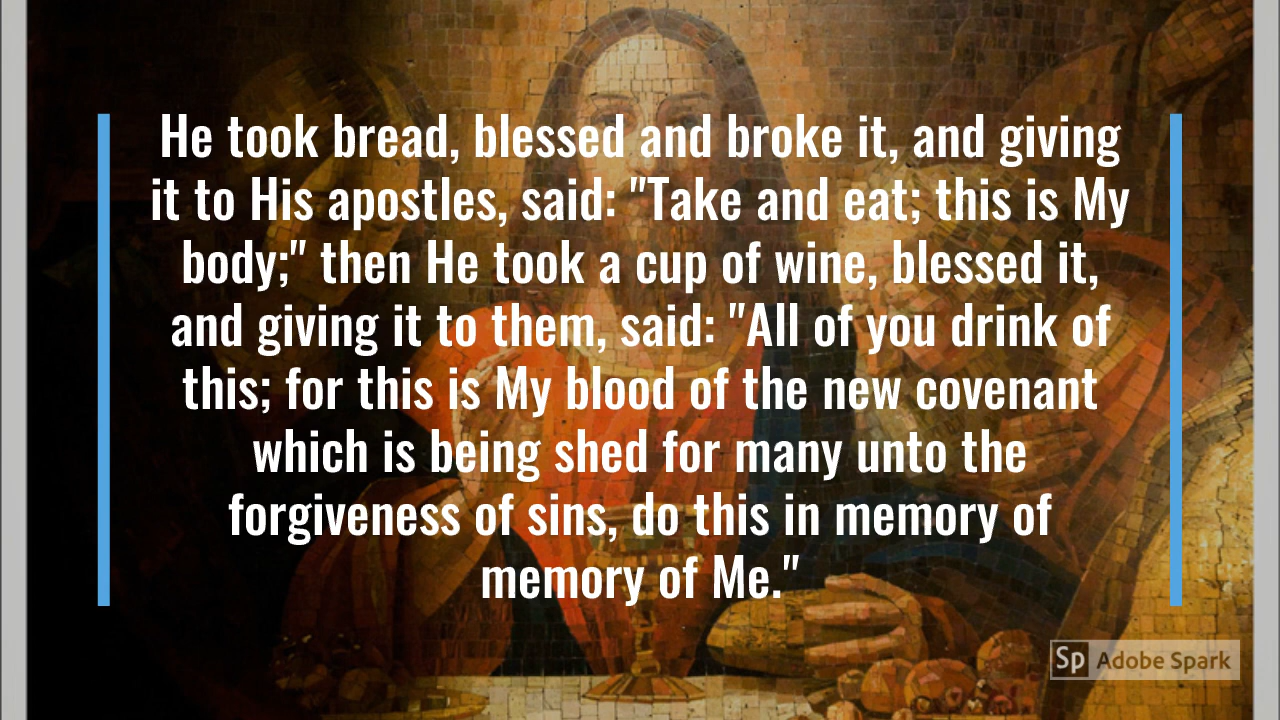 He took bread, blessed and broke it, and giving
it to His apostles, said: "Take and eat; this is My
body;" then He took a cup of wine, blessed it,
and giving it to them, said: "All of you drink of
this; for this is My blood of the new covenant
which is being shed for many unto the
forgiveness of sins, do this in memory of
memory of Me."
Sp Adobe Spark